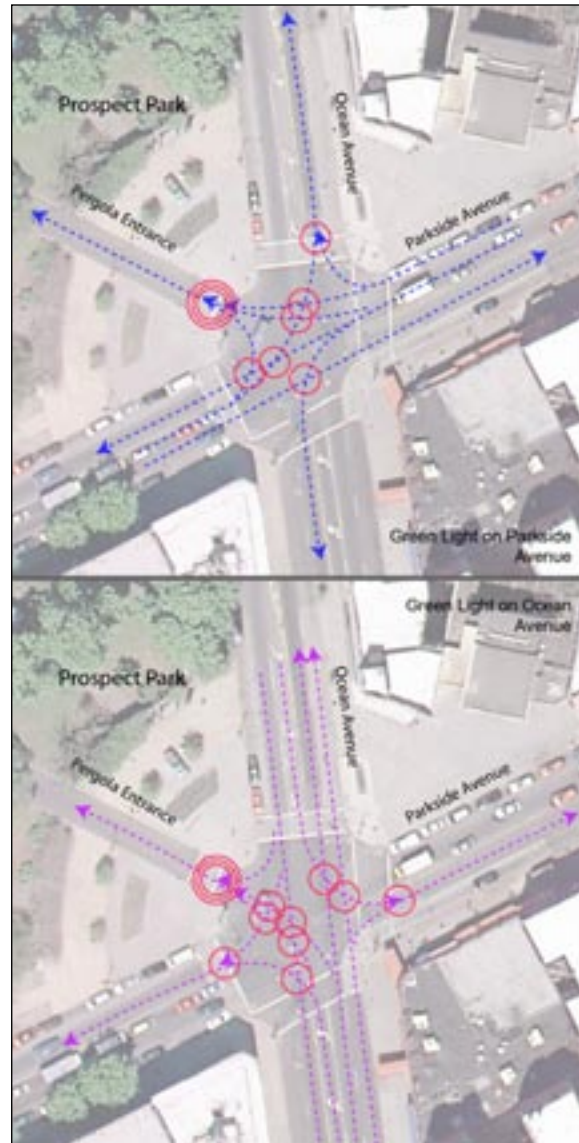 Prospect Park
Ocean Avenue
Pergola Entrance
Parkside Avenue
Green Light on Parkside
Avenue
Green Light on Ocean
Avenue
Prospect Park
Ocean Avenue
Pergola Entrance
Parkside Avenue